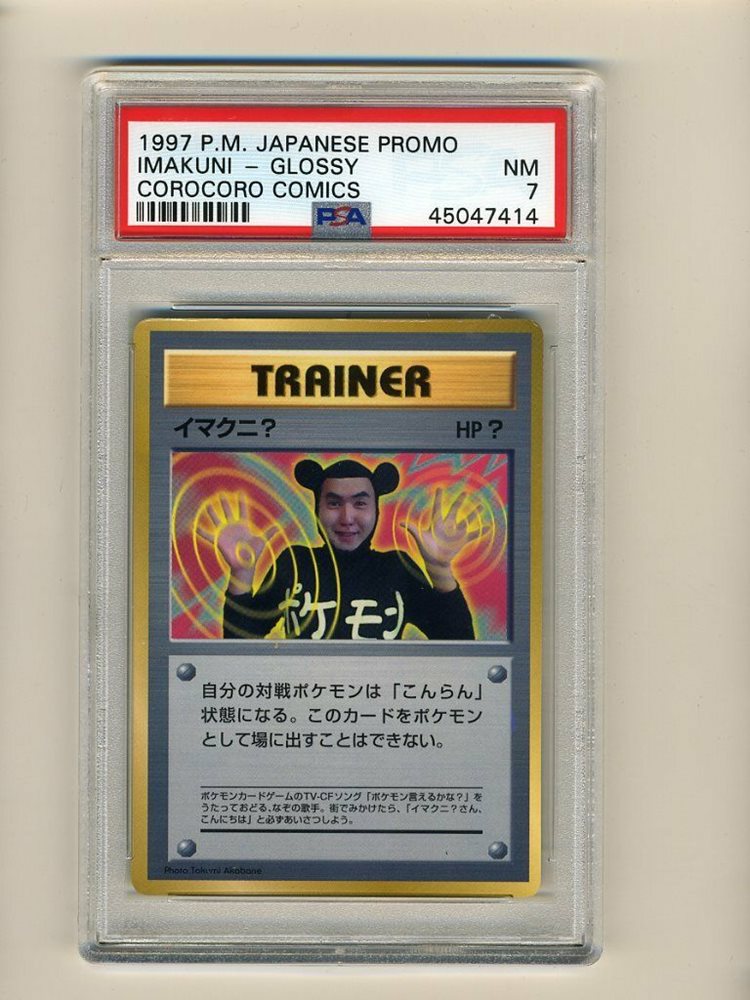 1997 P.M. JAPANESE PROMO
IMAKUNI - GLOSSY NM
COROCORO COMICS 7
PSA 45047414
TRAINER
イマクニ? HP ?
ポケモン
自分の対戦ポケモンは「こんらん」
状態になる。このカードをポケモン
として場に出すことはできない。
ポケモンカードゲームのTV-CFソング「ポケモン言えるかな?」を
うたっておどる、なぞの歌手。街でみかけたら、「イマクニ?さん、
こんにちは」と必ずあいさつしよう。
Photo Takumi Akabane